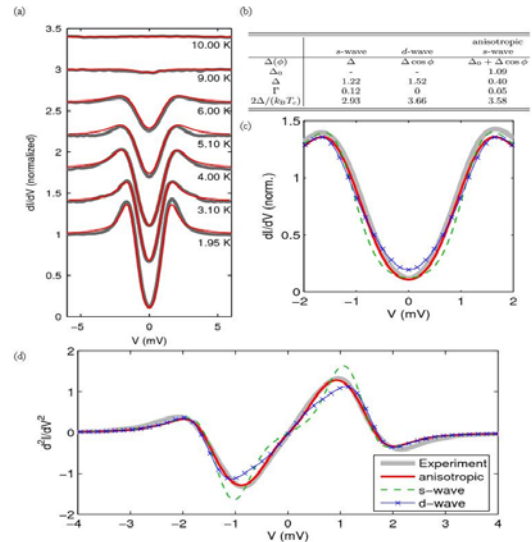 (a)
3.5
3
2.5
2
1.5
1
0.5
0
dI/dV (normalized)
10.00 K
9.00 K
6.00 K
5.10 K
4.00 K
3.10 K
1.95 K
−5 0 5
V (mV)
(b)
anisotropic
s-wave d-wave s-wave
Δ(φ) Δ Δ cos φ Δ₀ + Δ cos φ
Δ₀ - - 1.09
Δ 1.22 1.52 0.40
Γ 0.12 0 0.05
2Δ/(kBTc) 2.93 3.66 3.58
(c)
1.5
1
0.5
0
dI/dV (norm.)
−2 −1 0 1 2
V (mV)
(d)
2
1
0
−1
−2
d²I/dV²
Experiment
anisotropic
s−wave
d−wave
−4 −3 −2 −1 0 1 2 3 4
V (mV)